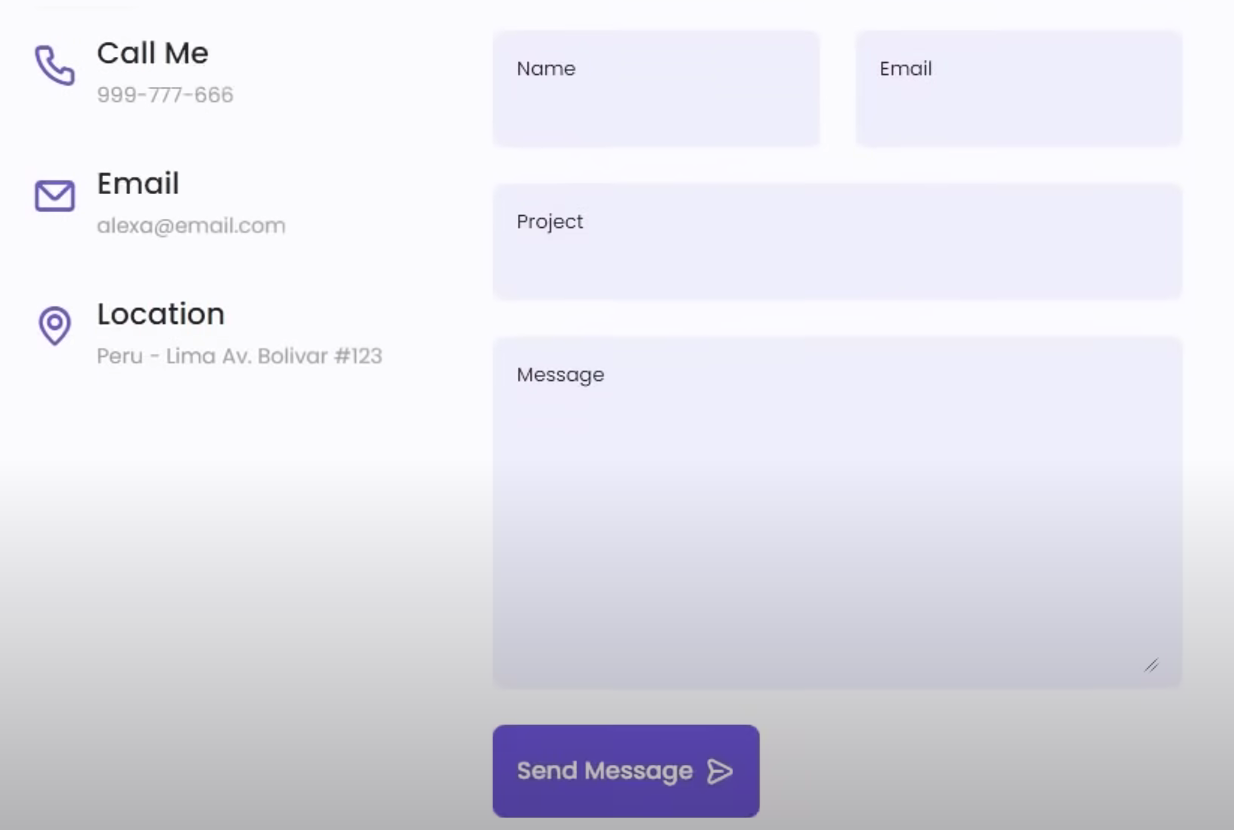 Call Me
999-777-666
Email
alexa@email.com
Location
Peru - Lima Av. Bolivar #123
Name
Email
Project
Message
Send Message